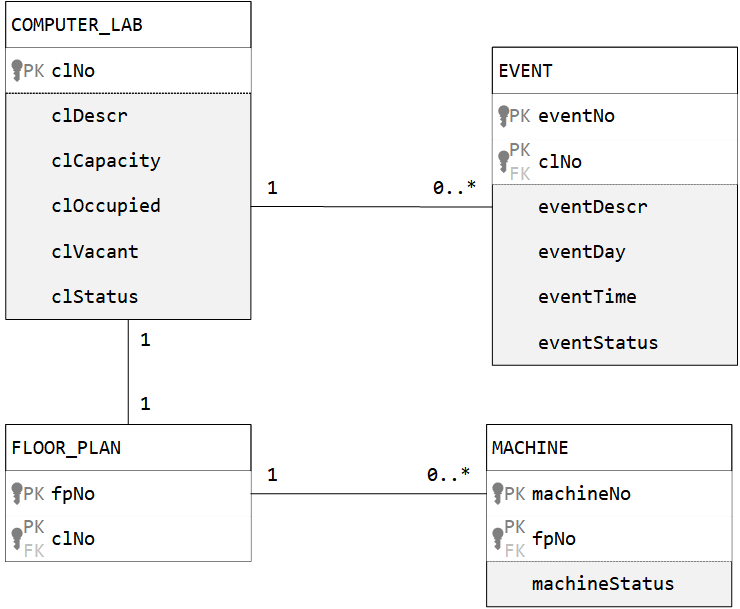 COMPUTER_LAB
PK clNo
clDescr
clCapacity
clOccupied
clVacant
clStatus
EVENT
PK eventNo
PK
FK clNo
eventDescr
eventDay
eventTime
eventStatus
1 0..*
1
1
FLOOR_PLAN
PK fpNo
PK
FK clNo
1 0..*
MACHINE
PK machineNo
PK
FK fpNo
machineStatus